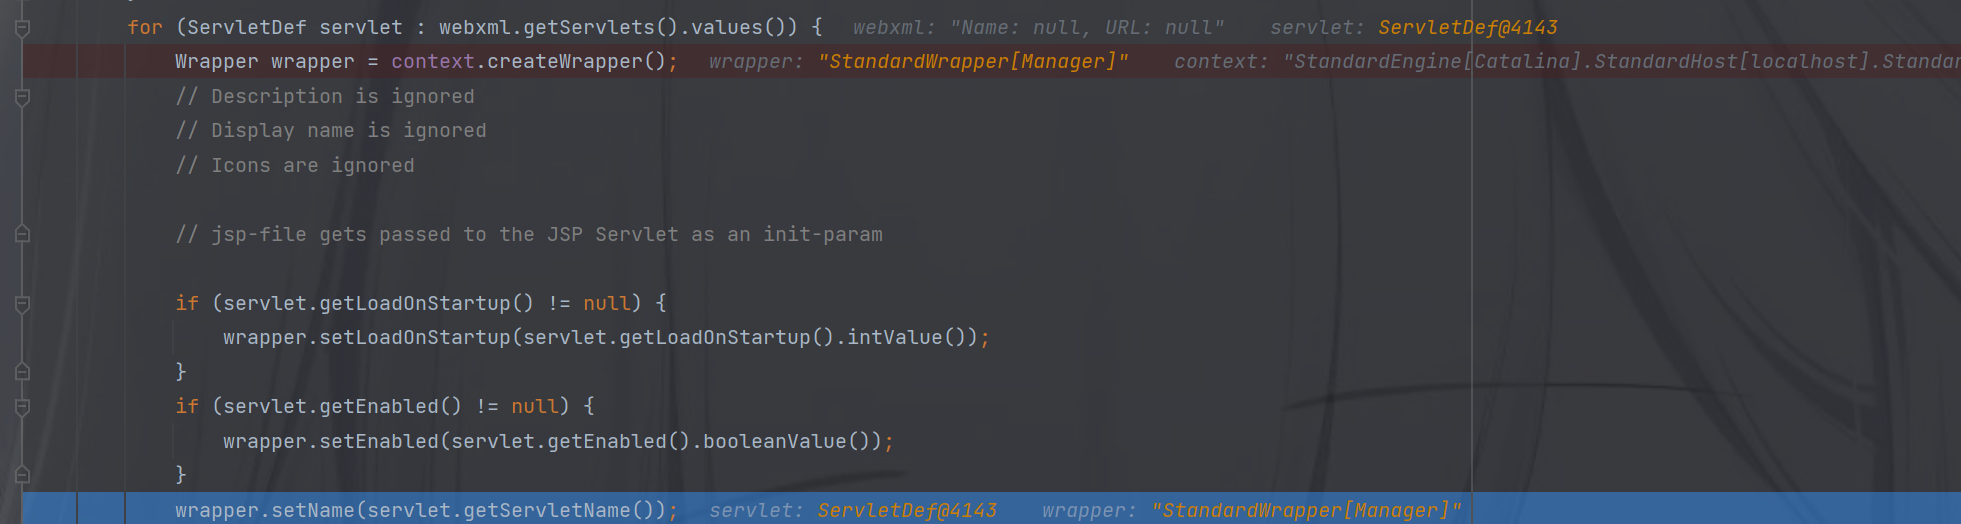 for (ServletDef servlet : webxml.getServlets().values()) { webxml: "Name: null, URL: null" servlet: ServletDef@4143
Wrapper wrapper = context.createWrapper(); wrapper: "StandardWrapper[Manager]" context: "StandardEngine[Catalina].StandardHost[localhost].Standar
// Description is ignored
// Display name is ignored
// Icons are ignored
// jsp-file gets passed to the JSP Servlet as an init-param
if (servlet.getLoadOnStartup() != null) {
wrapper.setLoadOnStartup(servlet.getLoadOnStartup().intValue());
}
if (servlet.getEnabled() != null) {
wrapper.setEnabled(servlet.getEnabled().booleanValue());
}
wrapper.setName(servlet.getServletName()); servlet: ServletDef@4143 wrapper: "StandardWrapper[Manager]"